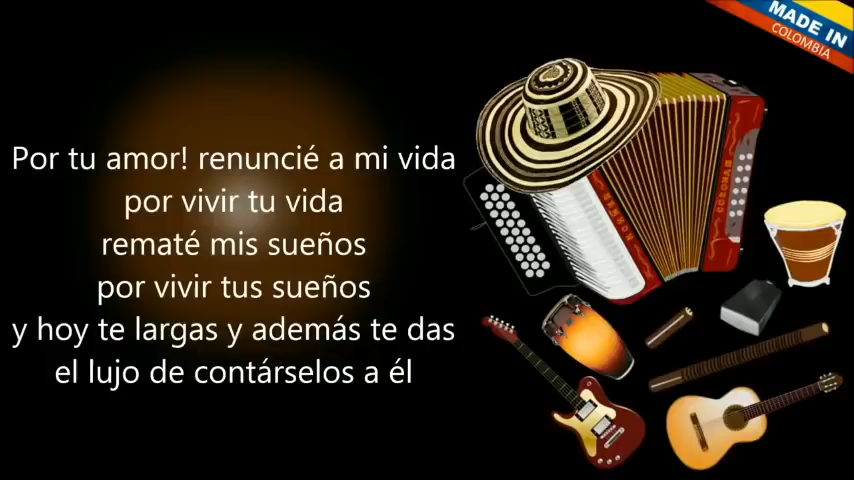 MADE IN
COLOMBIA
Por tu amor! renuncié a mi vida
por vivir tu vida
rematé mis sueños
por vivir tus sueños
y hoy te largas y además te das
el lujo de contárselos a él